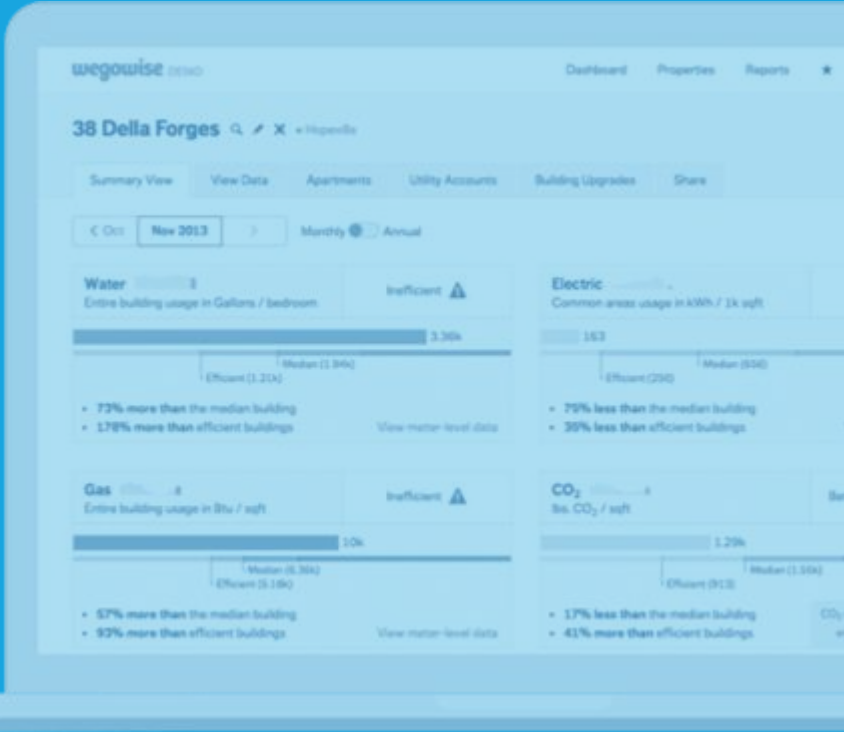 wegowise DEMO
Dashboard Properties Reports ★
38 Della Forges
Summary View View Data Apartments Utility Accounts Building Upgrades Share
< Oct Nov 2013 > Monthly Annual
Water
Entire building usage in Gallons / bedroom
Inefficient
3.36k
Median (1.84k)
Efficient (1.21k)
• 73% more than the median building
• 178% more than efficient buildings
View meter-level data
Electric
Common areas usage in kWh / 1k sqft
163
Median (650)
Efficient (250)
• 75% less than the median building
• 35% less than efficient buildings
Gas
Entire building usage in Btu / sqft
Inefficient
10k
Median (6.36k)
Efficient (5.18k)
• 57% more than the median building
• 93% more than efficient buildings
View meter-level data
CO₂
lbs. CO₂ / sqft
1.29k
Median (1.56k)
Efficient (913)
• 17% less than the median building
• 41% more than efficient buildings
CO₂